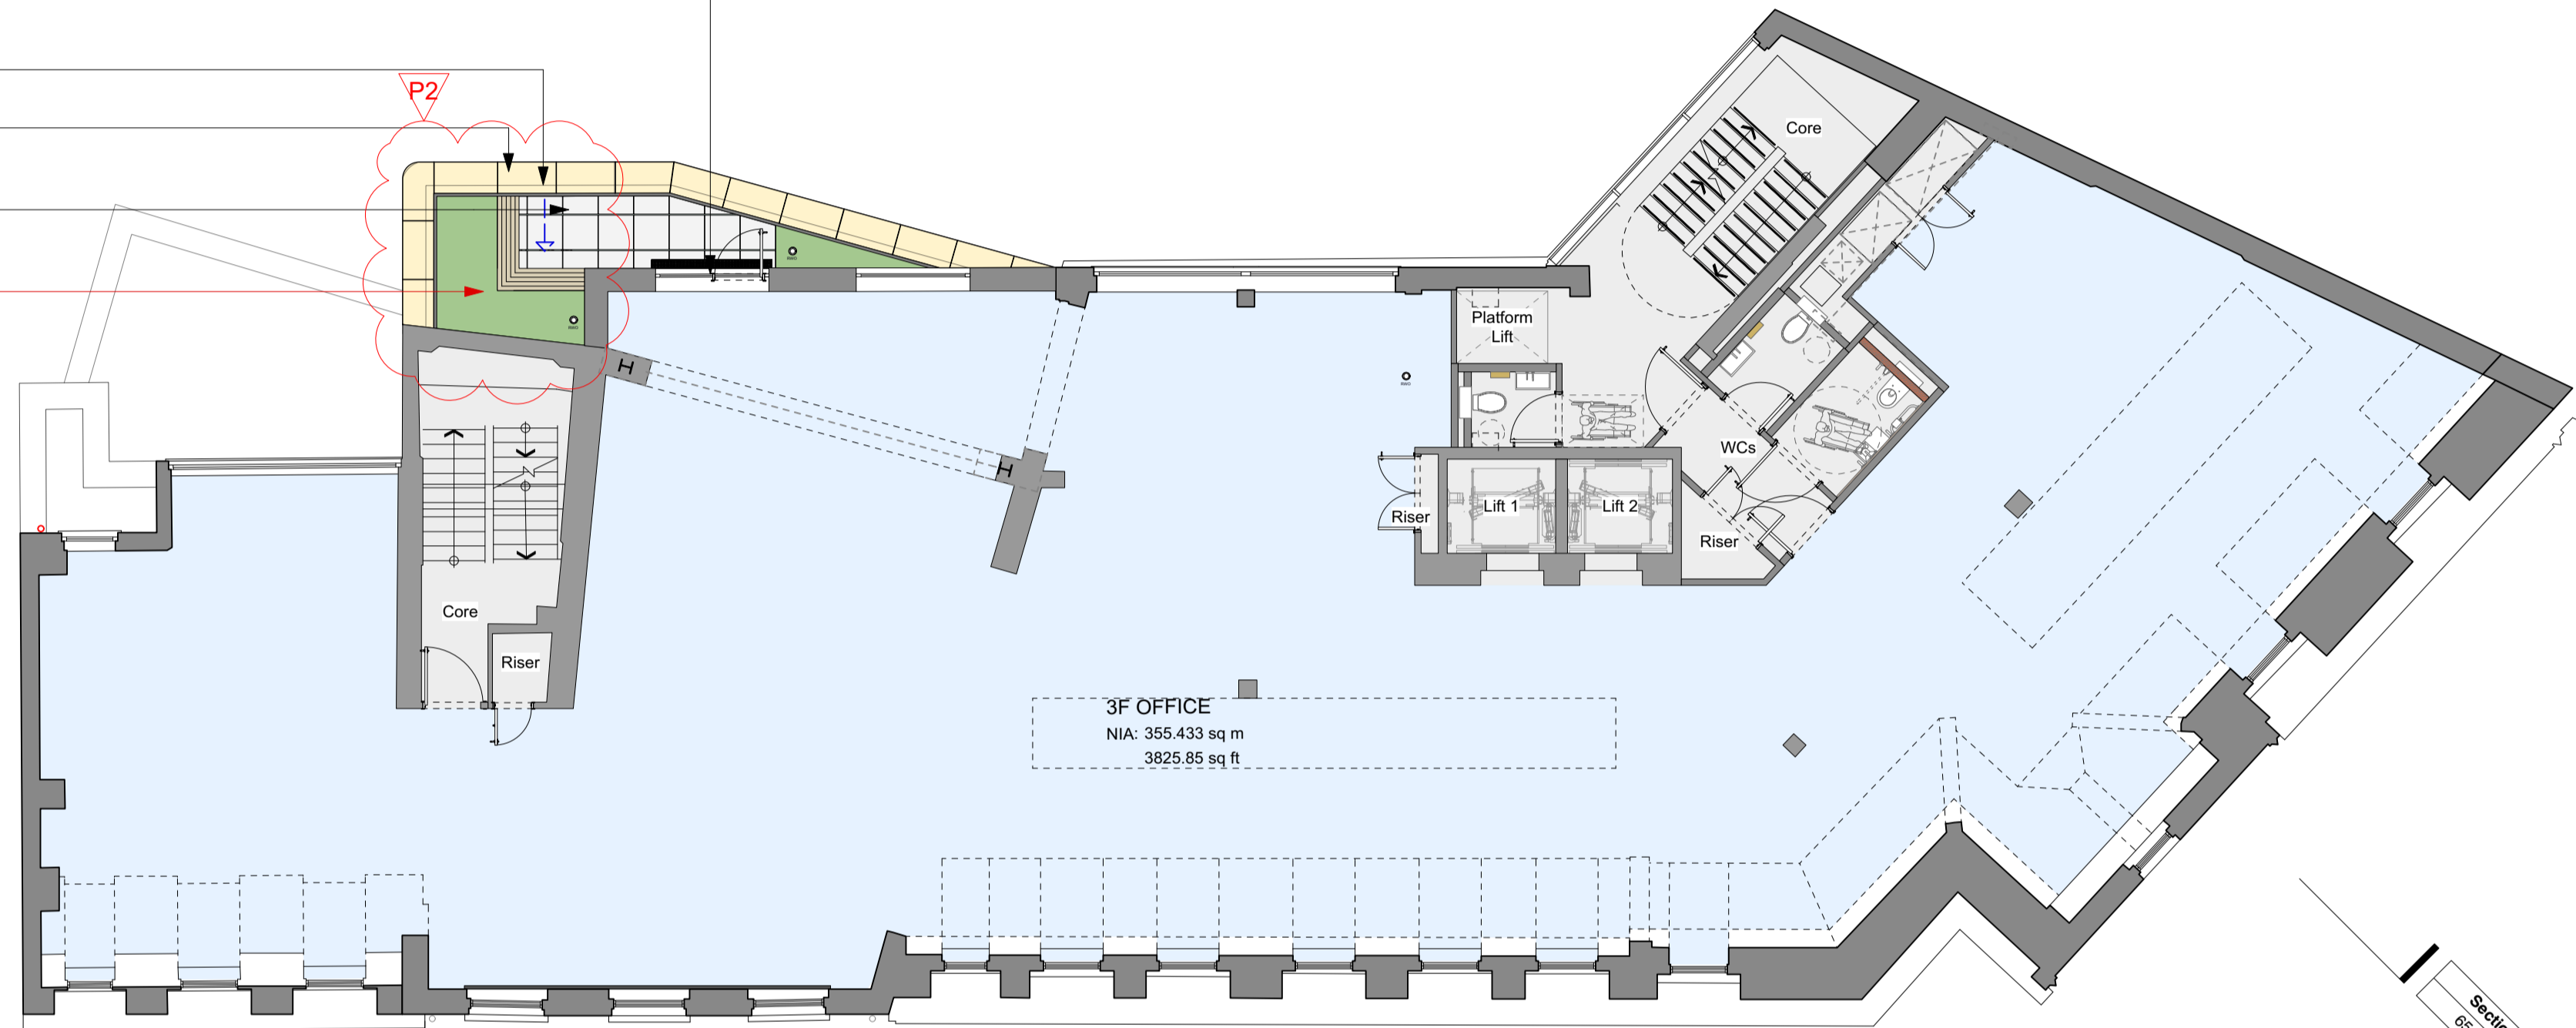 P2
Core
Platform
Lift
WCs
Riser
Lift 1
Lift 2
Riser
Core
Riser
3F OFFICE
NIA: 355.433 sq m
3825.85 sq ft
H
H